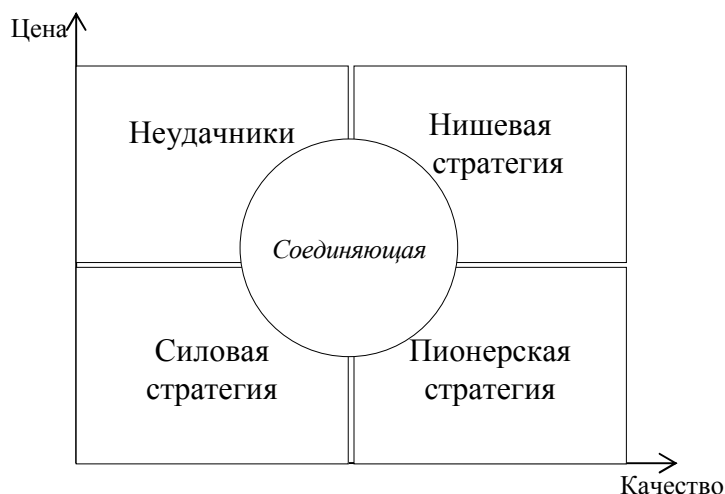 Цена
Неудачники
Нишевая
стратегия
Соединяющая
Силовая
стратегия
Пионерская
стратегия
Качество